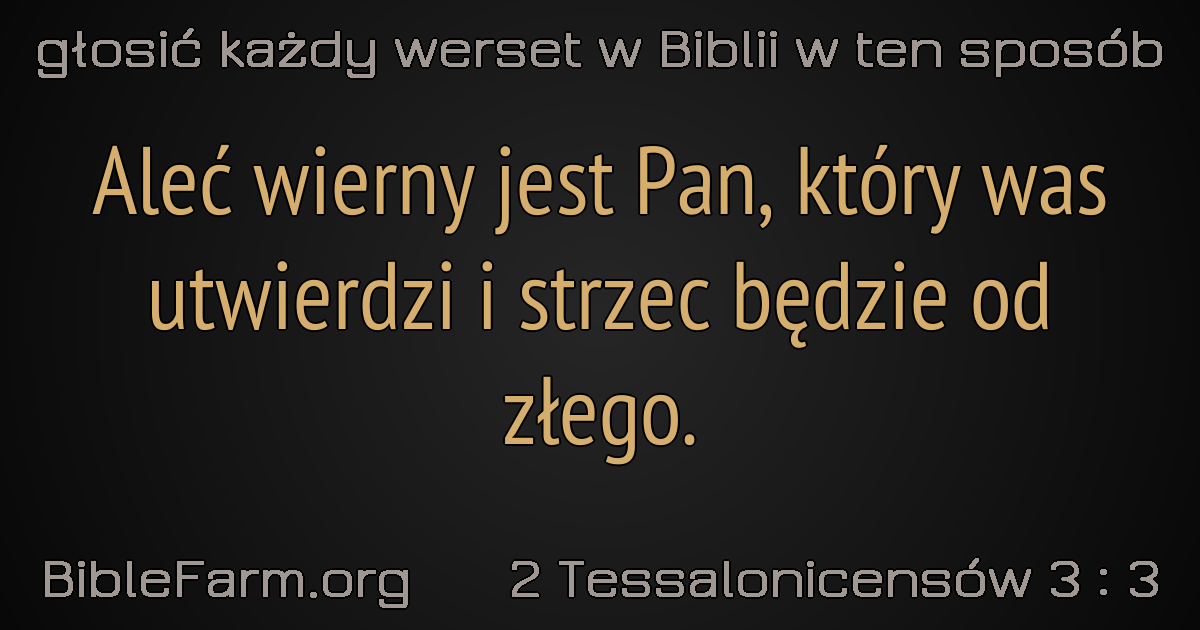 głosić każdy werset w Biblii w ten sposób
Aleć wierny jest Pan, który was
utwierdzi i strzec będzie od
złego.
BibleFarm.org
2 Tessalonicensów 3 : 3